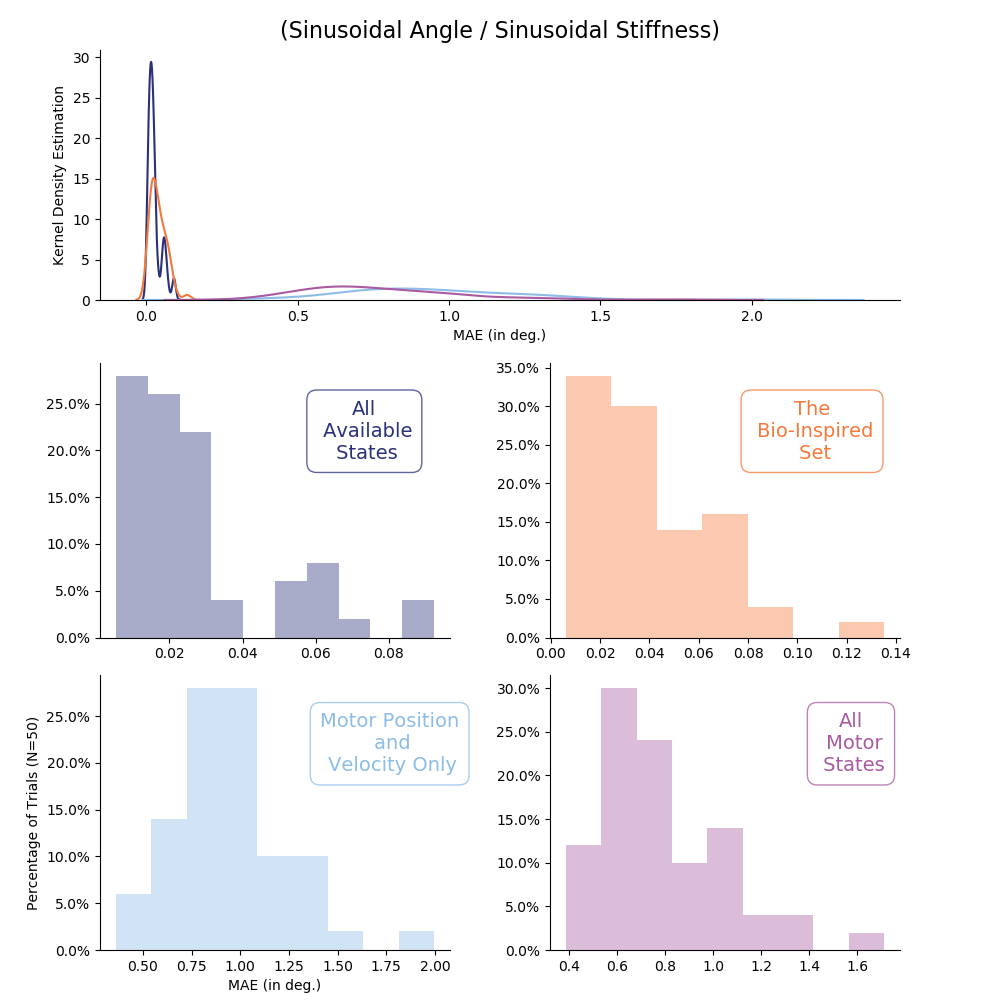 (Sinusoidal Angle / Sinusoidal Stiffness)
Kernel Density Estimation
30
25
20
15
10
5
0
0.0 0.5 1.0 1.5 2.0
MAE (in deg.)
25.0%
20.0%
15.0%
10.0%
5.0%
0.0%
0.02 0.04 0.06 0.08
All
Available
States
35.0%
30.0%
25.0%
20.0%
15.0%
10.0%
5.0%
0.0%
0.00 0.02 0.04 0.06 0.08 0.10 0.12 0.14
The
Bio-Inspired
Set
Percentage of Trials (N=50)
25.0%
20.0%
15.0%
10.0%
5.0%
0.0%
0.50 0.75 1.00 1.25 1.50 1.75 2.00
MAE (in deg.)
Motor Position
and
Velocity Only
30.0%
25.0%
20.0%
15.0%
10.0%
5.0%
0.0%
0.4 0.6 0.8 1.0 1.2 1.4 1.6
All
Motor
States